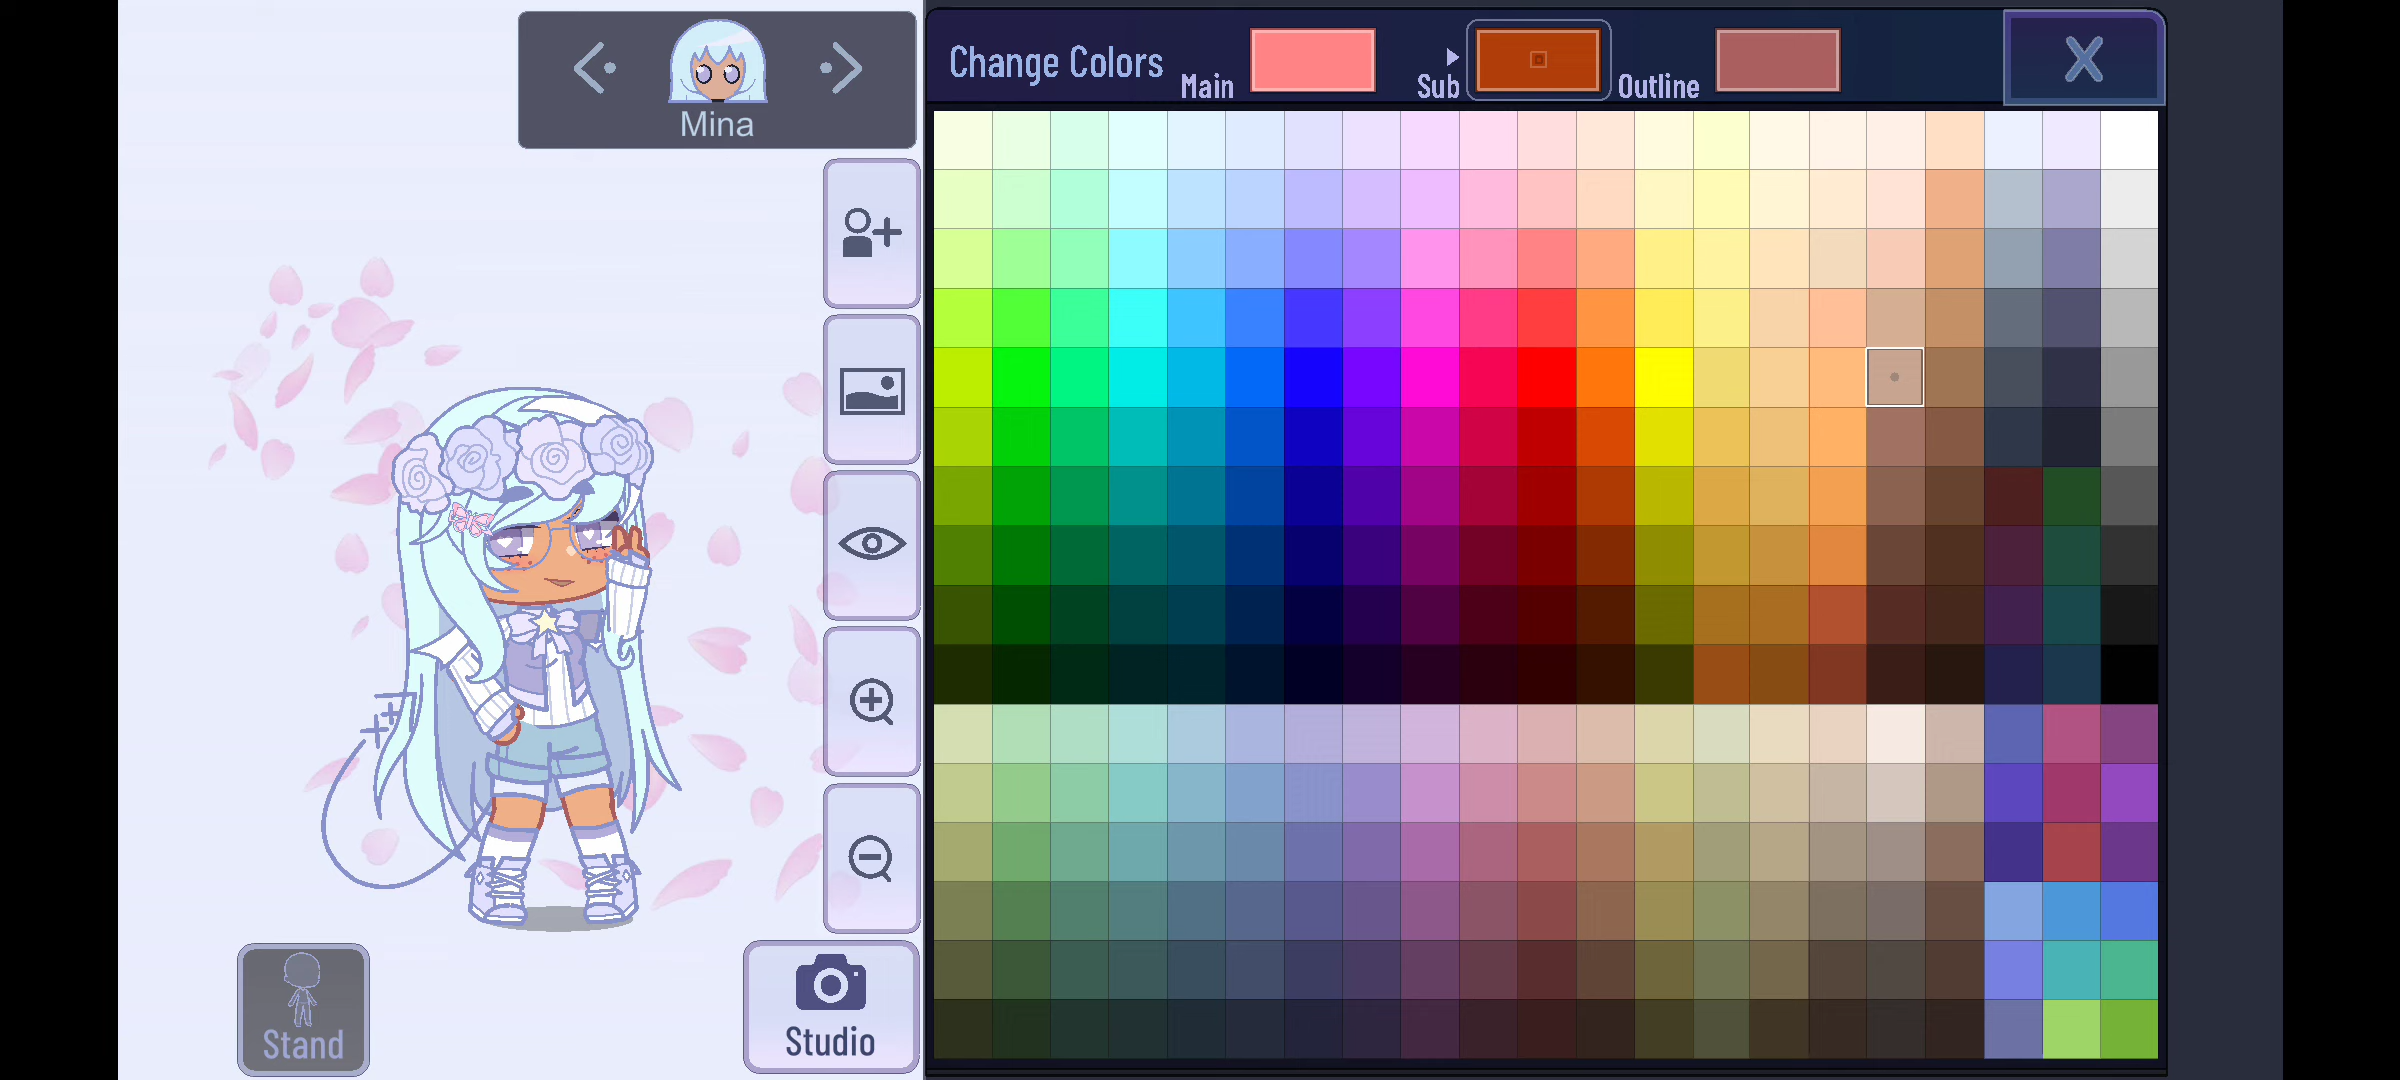 Mina
Change Colors
Main
Sub
Outline
X
Stand
Studio